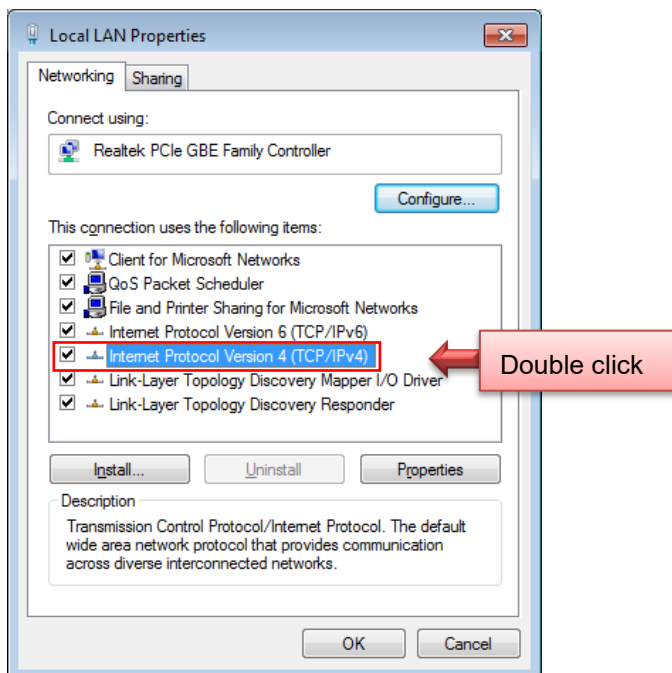 Local LAN Properties
Networking
Sharing
Connect using:
Realtek PCIe GBE Family Controller
Configure...
This connection uses the following items:
Client for Microsoft Networks
QoS Packet Scheduler
File and Printer Sharing for Microsoft Networks
Internet Protocol Version 6 (TCP/IPv6)
Internet Protocol Version 4 (TCP/IPv4)
Double click
Link-Layer Topology Discovery Mapper I/O Driver
Link-Layer Topology Discovery Responder
Install...
Uninstall
Properties
Description
Transmission Control Protocol/Internet Protocol. The default
wide area network protocol that provides communication
across diverse interconnected networks.
OK
Cancel